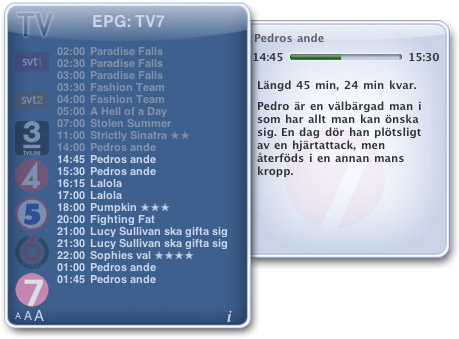 TV
EPG: TV7
svt1
svt2
3
tv3.se
4
5
6
7
02:00 Paradise Falls
02:30 Paradise Falls
03:00 Paradise Falls
03:30 Fashion Team
04:00 Fashion Team
05:00 A Hell of a Day
07:00 Stolen Summer
11:00 Strictly Sinatra ★★
14:00 Pedros ande
14:45 Pedros ande
15:30 Pedros ande
16:15 Lalola
17:00 Lalola
18:00 Pumpkin ★★★
20:00 Fighting Fat
21:00 Lucy Sullivan ska gifta sig
21:30 Lucy Sullivan ska gifta sig
22:00 Sophies val ★★★★
01:00 Pedros ande
01:45 Pedros ande
A A A
i
Pedros ande
14:45 15:30
Längd 45 min, 24 min kvar.
Pedro är en välbärgad man i
som har allt man kan önska
sig. En dag dör han plötsligt
av en hjärtattack, men
återföds i en annan mans
kropp.
7